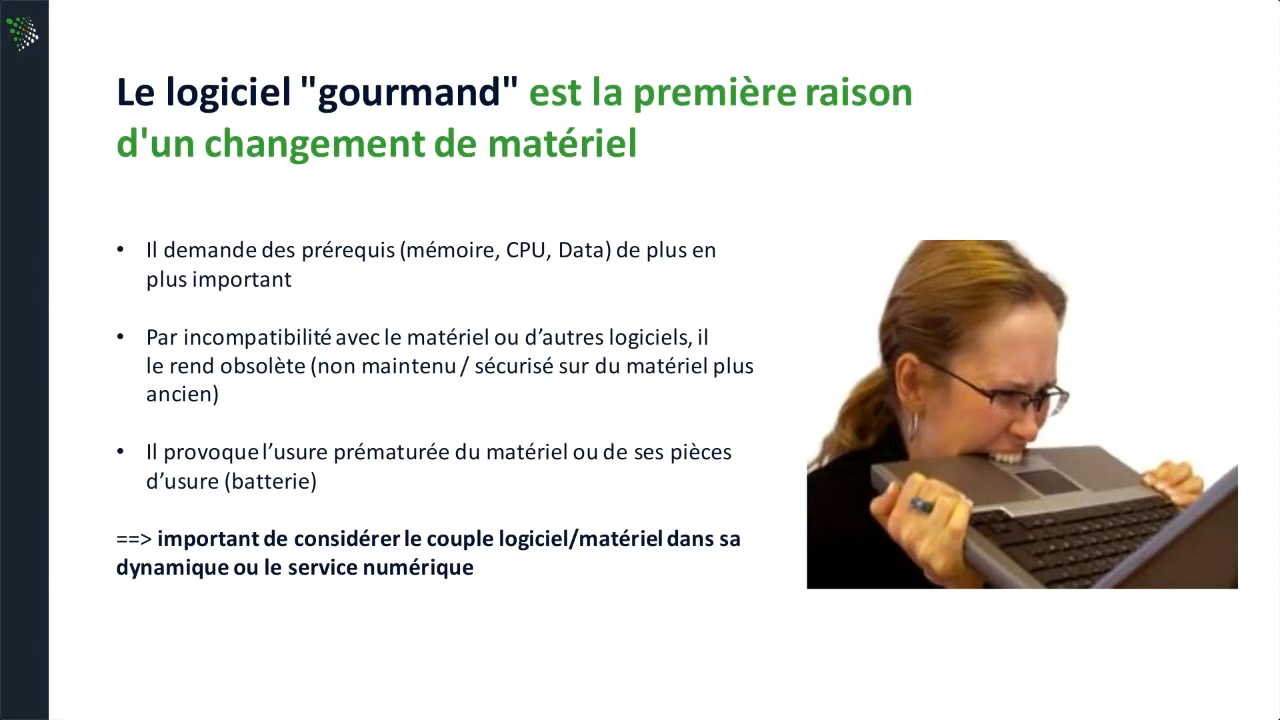 Le logiciel "gourmand" est la première raison
d'un changement de matériel
• Il demande des prérequis (mémoire, CPU, Data) de plus en
plus important
• Par incompatibilité avec le matériel ou d’autres logiciels, il
le rend obsolète (non maintenu / sécurisé sur du matériel plus
ancien)
• Il provoque l’usure prématurée du matériel ou de ses pièces
d’usure (batterie)
==> important de considérer le couple logiciel/matériel dans sa
dynamique ou le service numérique